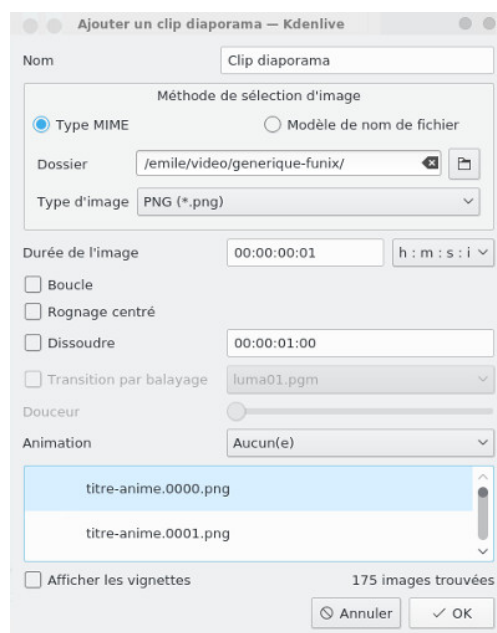 Ajouter un clip diaporama — Kdenlive
Nom Clip diaporama
Méthode de sélection d'image
Type MIME Modèle de nom de fichier
Dossier /emile/video/generique-funix/
Type d'image PNG (*.png)
Durée de l'image 00:00:00:01 h : m : s : i
Boucle
Rognage centré
Dissoudre 00:00:01:00
Transition par balayage luma01.pgm
Douceur
Animation Aucun(e)
titre-anime.0000.png
titre-anime.0001.png
Afficher les vignettes 175 images trouvées
Annuler OK